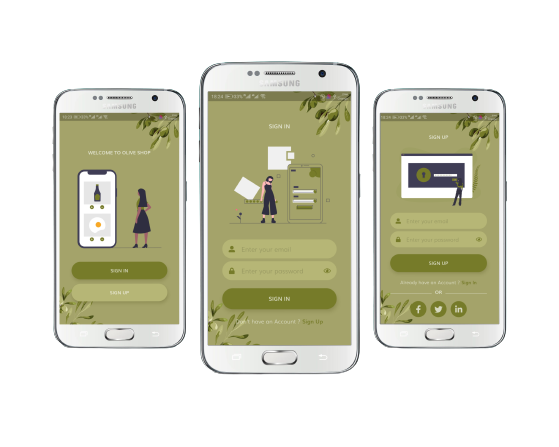 SAMSUNG
WELCOME TO OLIVE SHOP
SIGN IN
SIGN UP
SAMSUNG
SIGN IN
Enter your email
Enter your password
SIGN IN
Don't have an Account ? Sign Up
SAMSUNG
SIGN UP
Enter your email
Enter your password
SIGN UP
Already have an Account ? Sign In
OR